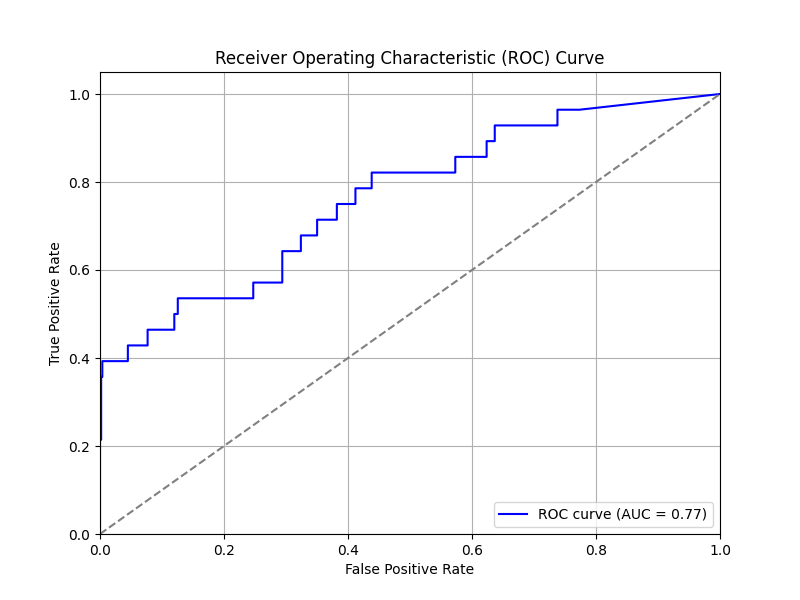 Receiver Operating Characteristic (ROC) Curve
True Positive Rate
1.0
0.8
0.6
0.4
0.2
0.0
0.0 0.2 0.4 0.6 0.8 1.0
False Positive Rate
ROC curve (AUC = 0.77)